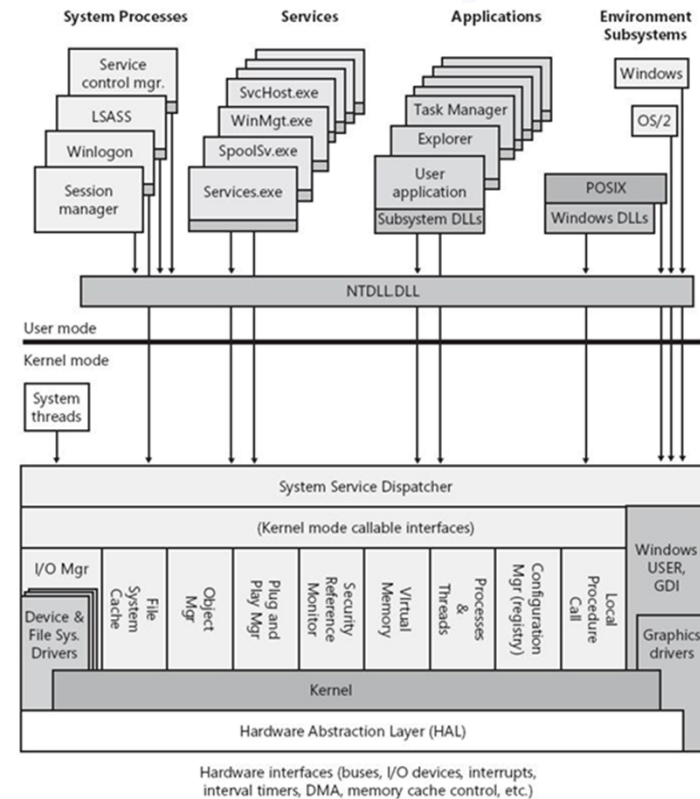 System Processes
Services
Applications
Environment
Subsystems
Service
control mgr.
LSASS
Winlogon
Session
manager
SvcHost.exe
WinMgt.exe
SpoolSv.exe
Services.exe
Task Manager
Explorer
User
application
Subsystem DLLs
Windows
OS/2
POSIX
Windows DLLs
NTDLL.DLL
User mode
Kernel mode
System
threads
System Service Dispatcher
(Kernel mode callable interfaces)
I/O Mgr
Device &
File Sys.
Drivers
File
System
Cache
Object
Mgr
Plug and
Play Mgr
Security
Reference
Monitor
Virtual
Memory
Processes
&
Threads
Configuration
Mgr (registry)
Local
Procedure
Call
Windows
USER,
GDI
Graphics
drivers
Kernel
Hardware Abstraction Layer (HAL)
Hardware interfaces (buses, I/O devices, interrupts,
interval timers, DMA, memory cache control, etc.)